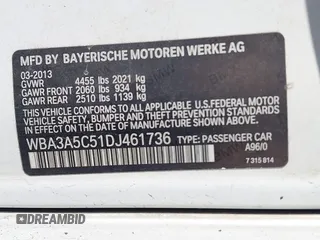 MFD BY BAYERISCHE MOTOREN WERKE AG
03-2013
GVWR 4455 lbs 2021 kg
GAWR FRONT 2060 lbs 934 kg
GAWR REAR 2510 lbs 1139 kg
THIS VEHICLE CONFORMS TO ALL APPLICABLE
FEDERAL MOTOR VEHICLE SAFETY, BUMPER, AND
THEFT PREVENTION STANDARDS IN EFFECT ON THE
DATE OF MANUFACTURE SHOWN ABOVE.
WBA3A5C51DJ461736 TYPE: PASSENGER CAR
A96/0
7 315 814